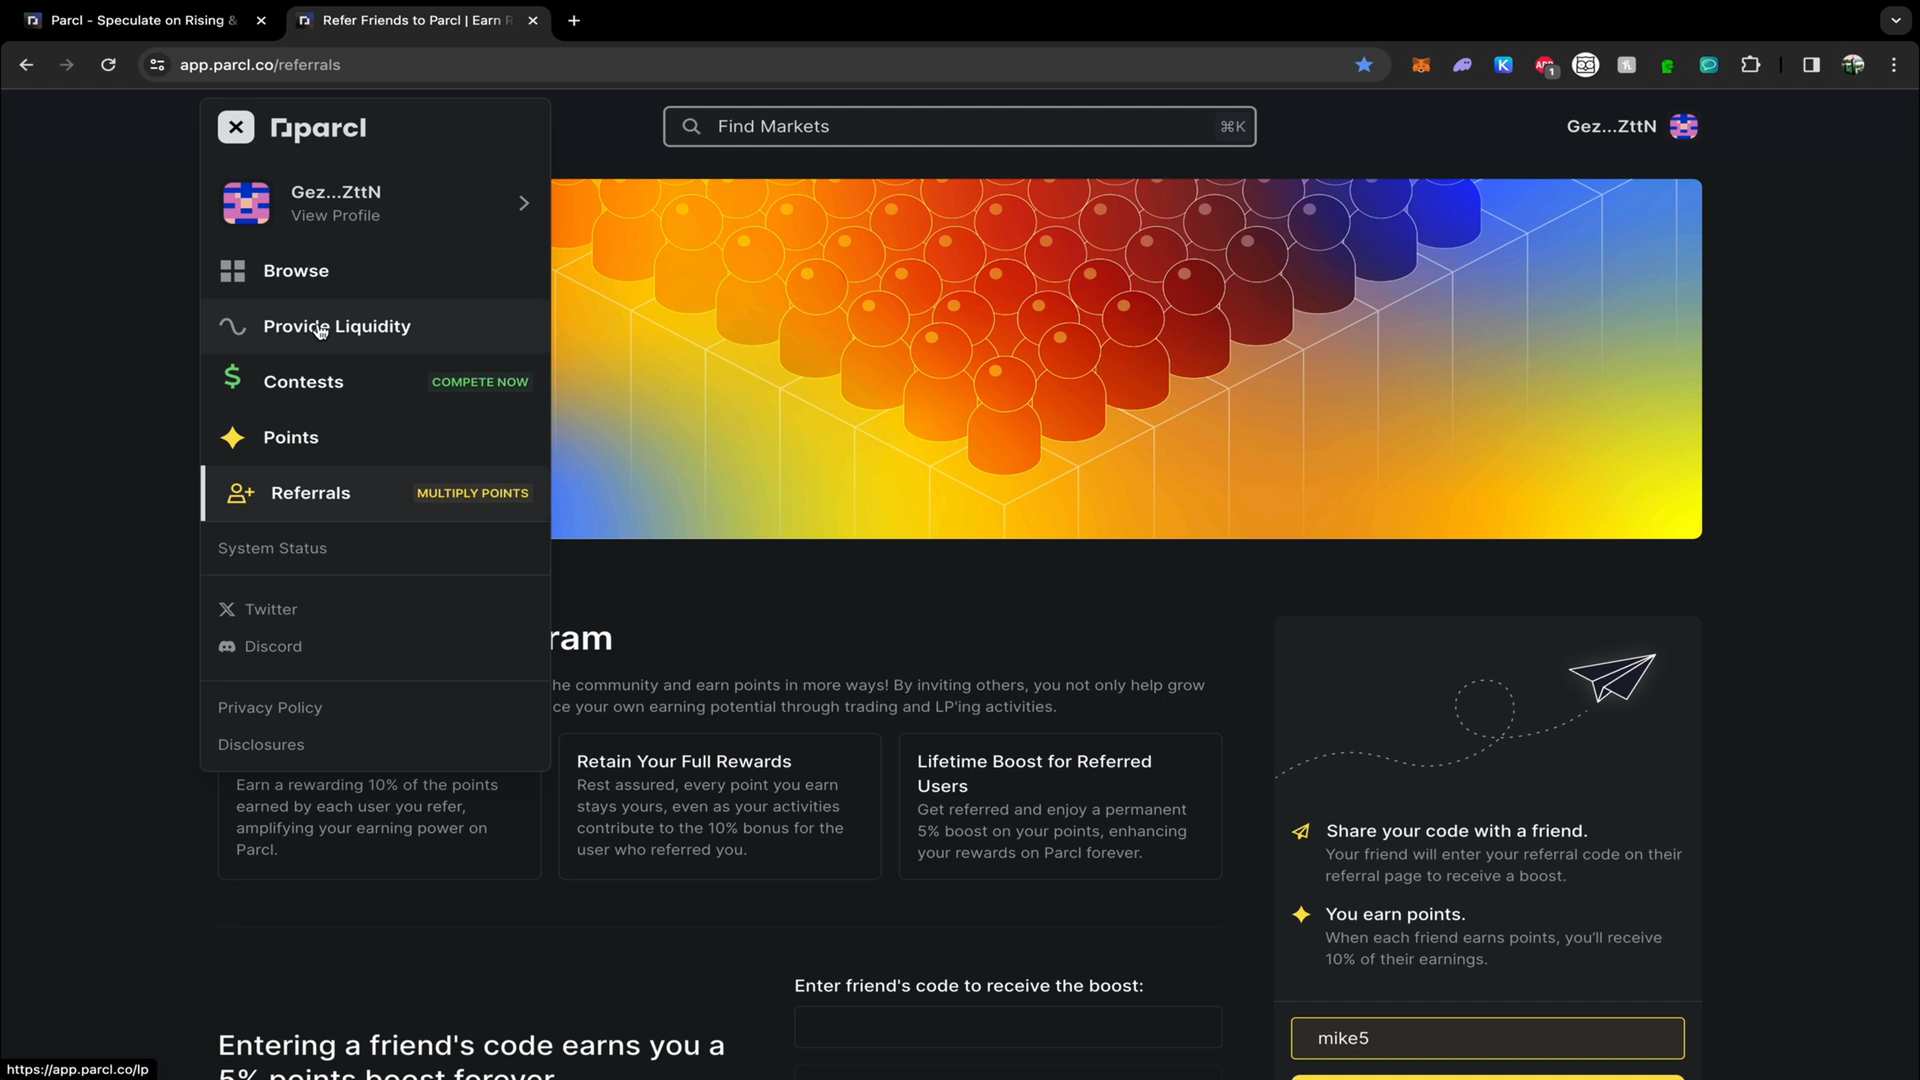 Parcl - Speculate on Rising &
Refer Friends to Parcl | Earn R
app.parcl.co/referrals
1
parcl
Find Markets
⌘K
Gez...ZttN
Gez...ZttN
View Profile
Browse
Provide Liquidity
Contests
COMPETE NOW
Points
Referrals
MULTIPLY POINTS
System Status
Twitter
Discord
Privacy Policy
Disclosures
ram
he community and earn points in more ways! By inviting others, you not only help grow
ce your own earning potential through trading and LP'ing activities.
Earn a rewarding 10% of the points
earned by each user you refer,
amplifying your earning power on
Parcl.
Retain Your Full Rewards
Rest assured, every point you earn
stays yours, even as your activities
contribute to the 10% bonus for the
user who referred you.
Lifetime Boost for Referred
Users
Get referred and enjoy a permanent
5% boost on your points, enhancing
your rewards on Parcl forever.
Share your code with a friend.
Your friend will enter your referral code on their
referral page to receive a boost.
You earn points.
When each friend earns points, you'll receive
10% of their earnings.
mike5
Enter friend's code to receive the boost:
Entering a friend's code earns you a
5% points boost forever
https://app.parcl.co/lp